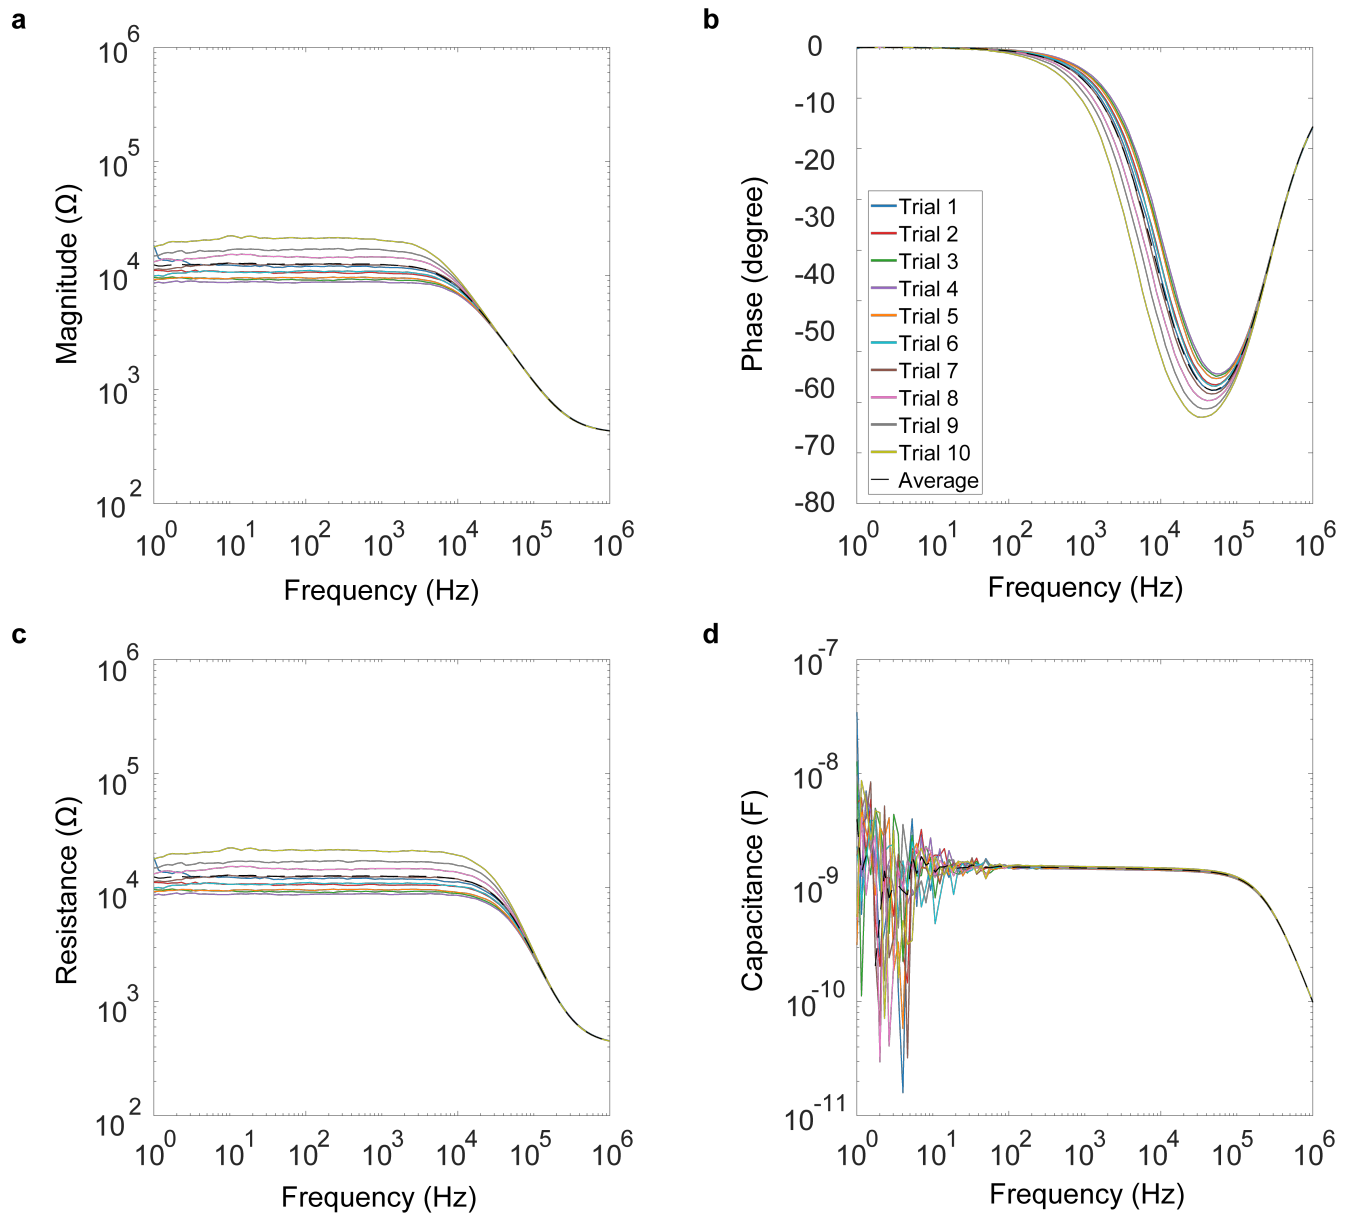 a
10^6
10^5
10^4
10^3
10^2
Magnitude (Ω)
10^0 10^1 10^2 10^3 10^4 10^5 10^6
Frequency (Hz)
b
0
-10
-20
-30
-40
-50
-60
-70
-80
Phase (degree)
Trial 1
Trial 2
Trial 3
Trial 4
Trial 5
Trial 6
Trial 7
Trial 8
Trial 9
Trial 10
Average
10^0 10^1 10^2 10^3 10^4 10^5 10^6
Frequency (Hz)
c
10^6
10^5
10^4
10^3
10^2
Resistance (Ω)
10^0 10^1 10^2 10^3 10^4 10^5 10^6
Frequency (Hz)
d
10^-7
10^-8
10^-9
10^-10
10^-11
Capacitance (F)
10^0 10^1 10^2 10^3 10^4 10^5 10^6
Frequency (Hz)